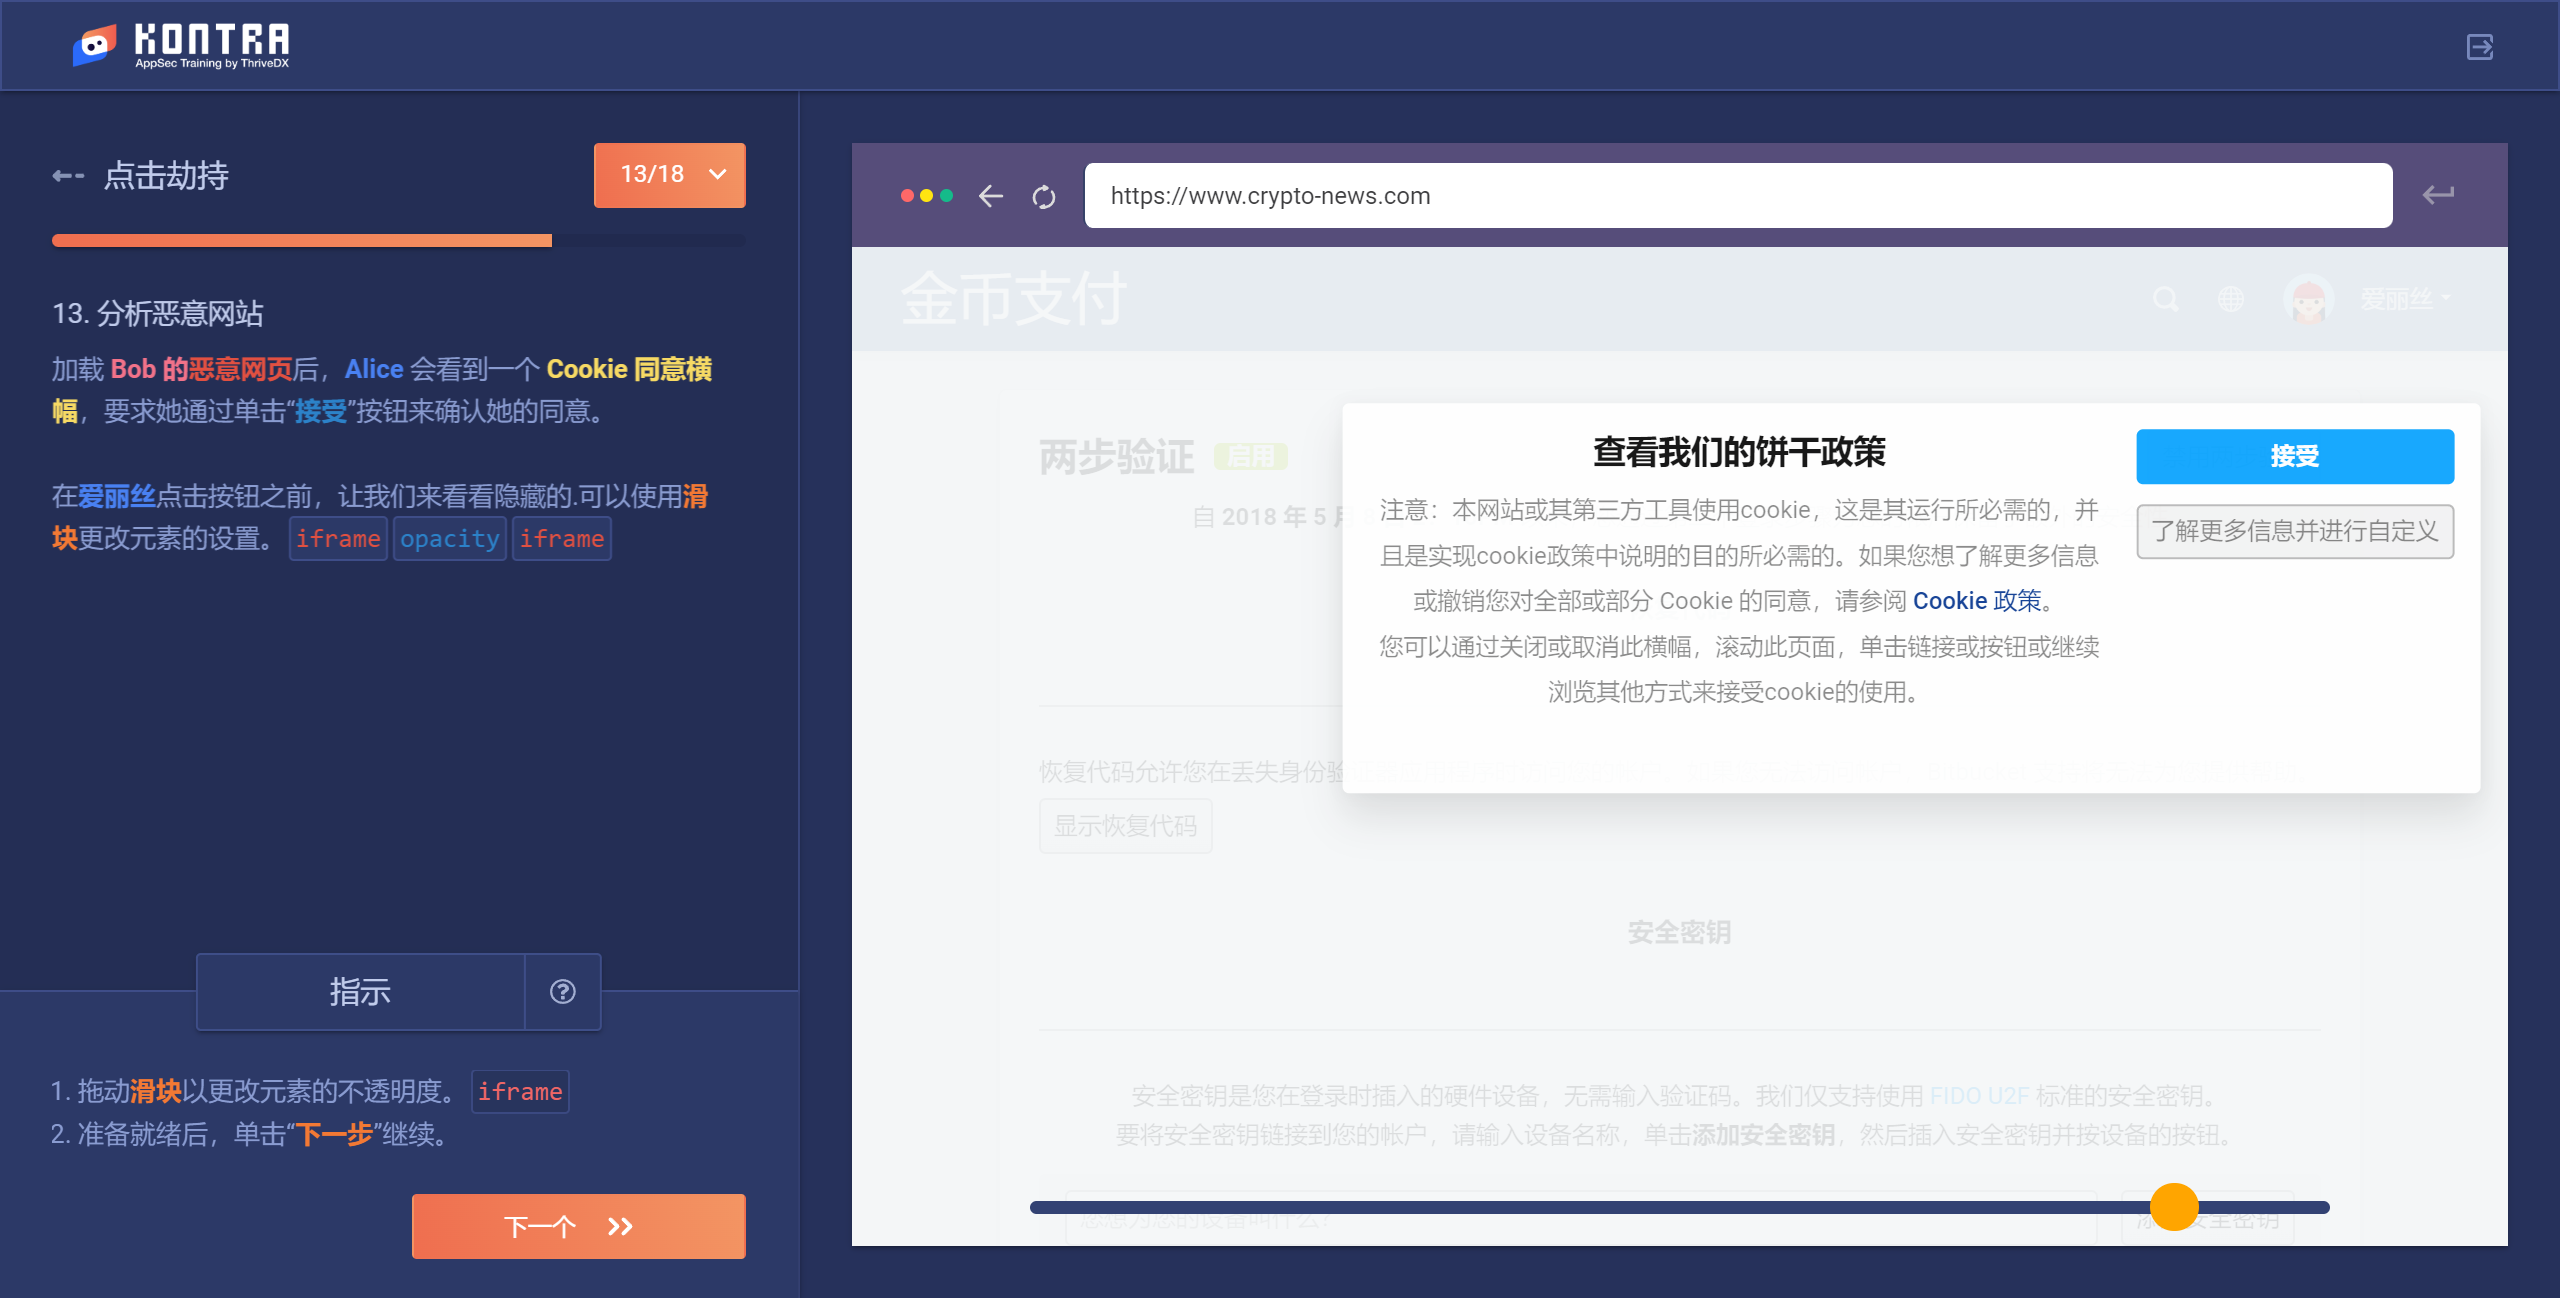 KONTRA
AppSec Training by ThriveDX
点击劫持
13/18
13. 分析恶意网站
加载 Bob 的恶意网页后，Alice 会看到一个 Cookie 同意横
幅，要求她通过单击“接受”按钮来确认她的同意。
在爱丽丝点击按钮之前，让我们来看看隐藏的.可以使用滑
块更改元素的设置。 iframe opacity iframe
指示
1. 拖动滑块以更改元素的不透明度。 iframe
2. 准备就绪后，单击“下一步”继续。
下一个
https://www.crypto-news.com
金币支付
爱丽丝
两步验证 启用
自 2018 年 5 月
查看我们的饼干政策
接受
注意：本网站或其第三方工具使用cookie，这是其运行所必需的，并
且是实现cookie政策中说明的目的所必需的。如果您想了解更多信息
或撤销您对全部或部分 Cookie 的同意，请参阅 Cookie 政策。
您可以通过关闭或取消此横幅，滚动此页面，单击链接或按钮或继续
浏览其他方式来接受cookie的使用。
了解更多信息并进行自定义
恢复代码允许您在丢失身份验
显示恢复代码
安全密钥
安全密钥是您在登录时插入的硬件设备，无需输入验证码。我们仅支持使用 FIDO U2F 标准的安全密钥。
要将安全密钥链接到您的帐户，请输入设备名称，单击添加安全密钥，然后插入安全密钥并按设备的按钮。
您想为您的设备叫什么?
安全密钥